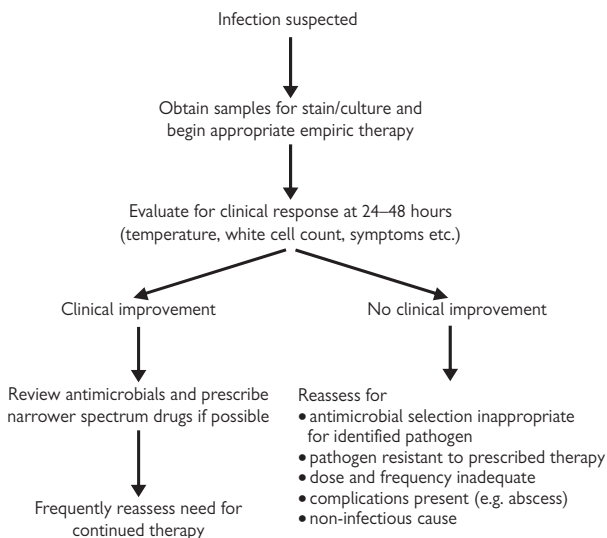 Infection suspected
Obtain samples for stain/culture and
begin appropriate empiric therapy
Evaluate for clinical response at 24–48 hours
(temperature, white cell count, symptoms etc.)
Clinical improvement
No clinical improvement
Review antimicrobials and prescribe
narrower spectrum drugs if possible
Frequently reassess need for
continued therapy
Reassess for
• antimicrobial selection inappropriate
for identified pathogen
• pathogen resistant to prescribed therapy
• dose and frequency inadequate
• complications present (e.g. abscess)
• non-infectious cause